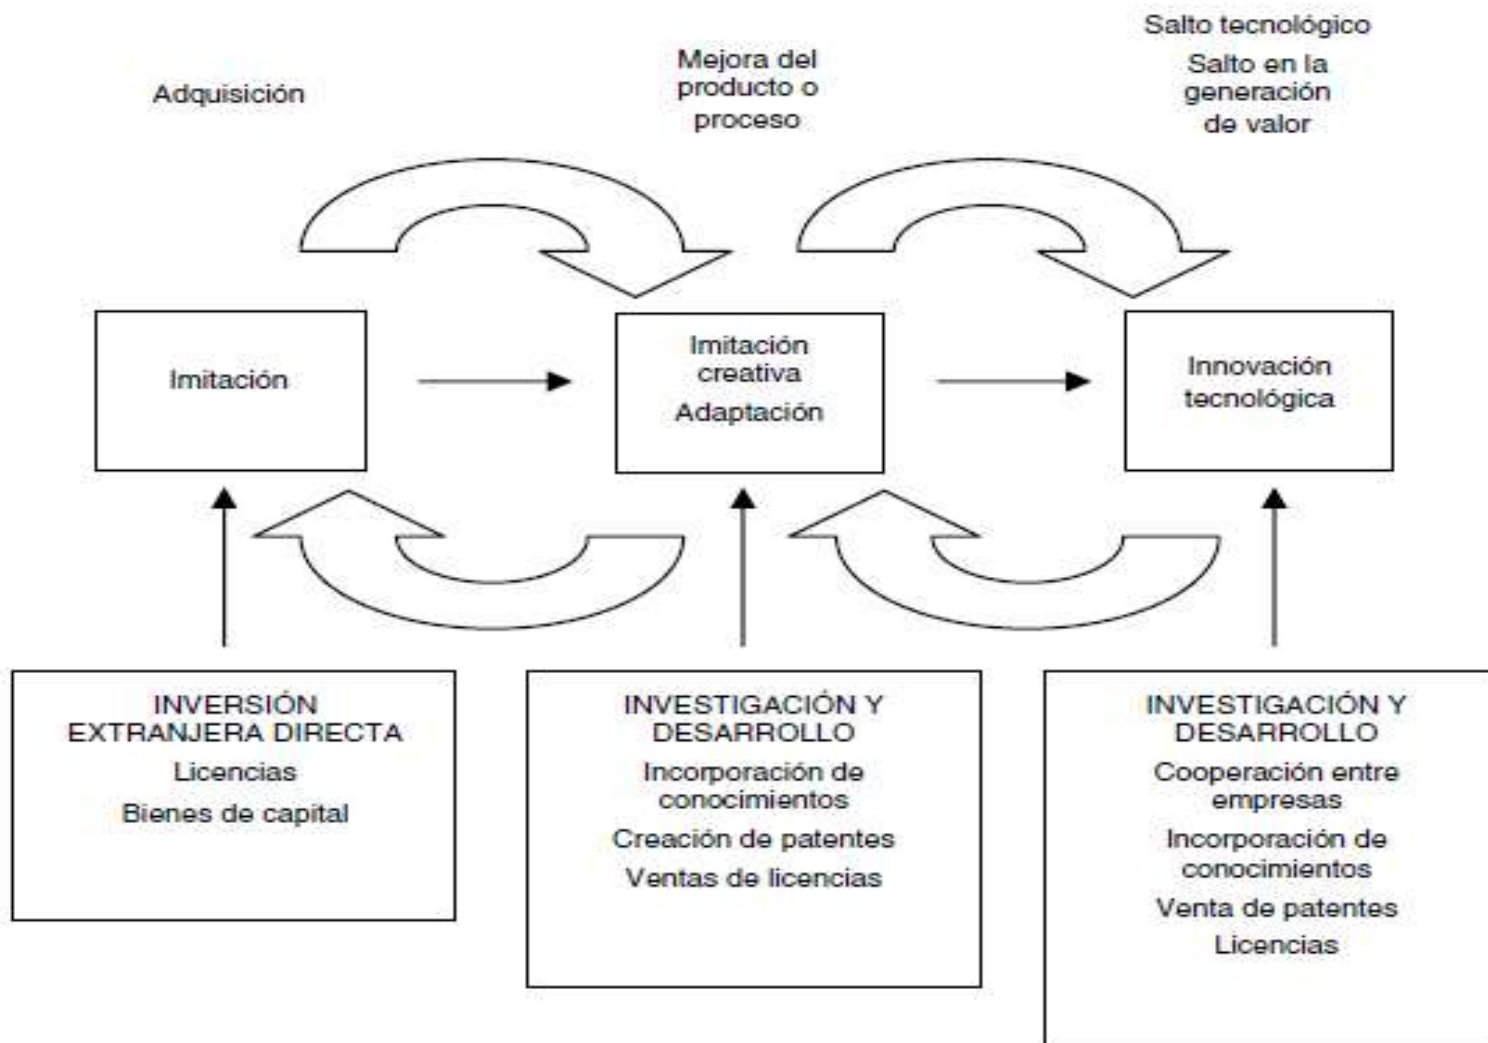 Adquisición
Mejora del
producto o
proceso
Salto tecnológico
Salto en la
generación
de valor
Imitación
Imitación
creativa
Adaptación
Innovación
tecnológica
INVERSIÓN
EXTRANJERA DIRECTA
Licencias
Bienes de capital
INVESTIGACIÓN Y
DESARROLLO
Incorporación de
conocimientos
Creación de patentes
Ventas de licencias
INVESTIGACIÓN Y
DESARROLLO
Cooperación entre
empresas
Incorporación de
conocimientos
Venta de patentes
Licencias